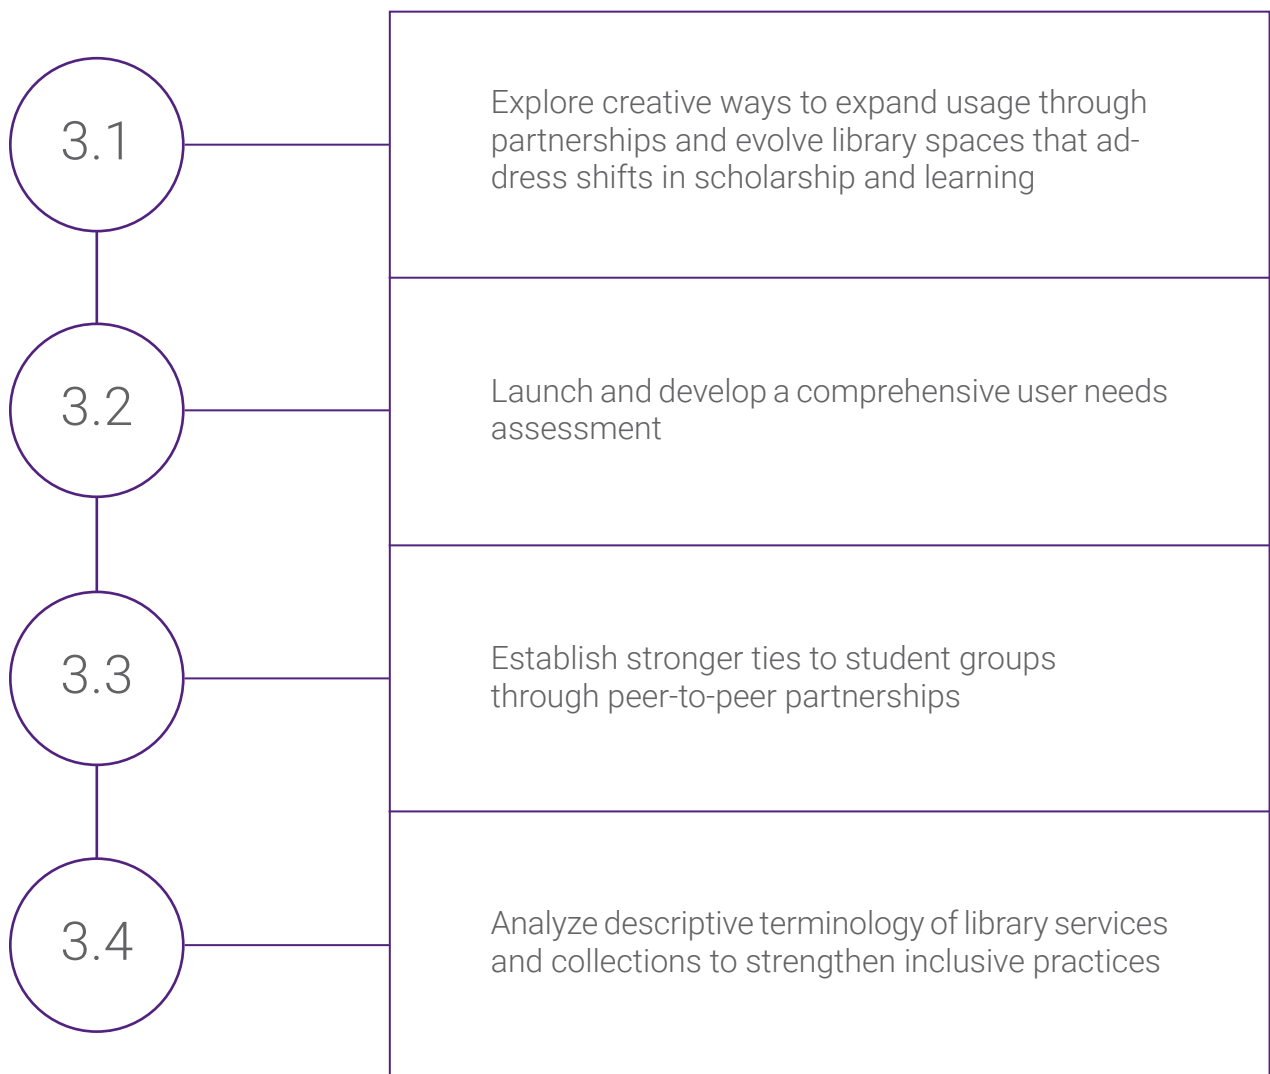 3.1
Explore creative ways to expand usage through
partnerships and evolve library spaces that ad-
dress shifts in scholarship and learning
3.2
Launch and develop a comprehensive user needs
assessment
3.3
Establish stronger ties to student groups
through peer-to-peer partnerships
3.4
Analyze descriptive terminology of library services
and collections to strengthen inclusive practices